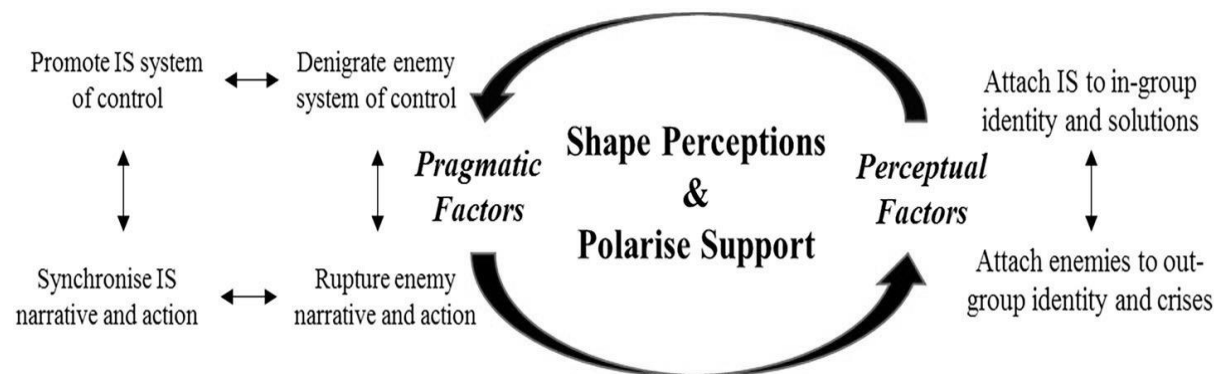 Promote IS system
of control
Denigrate enemy
system of control
Synchronise IS
narrative and action
Rupture enemy
narrative and action
Pragmatic
Factors
Shape Perceptions
&
Polarise Support
Perceptual
Factors
Attach IS to in-group
identity and solutions
Attach enemies to out-
group identity and crises